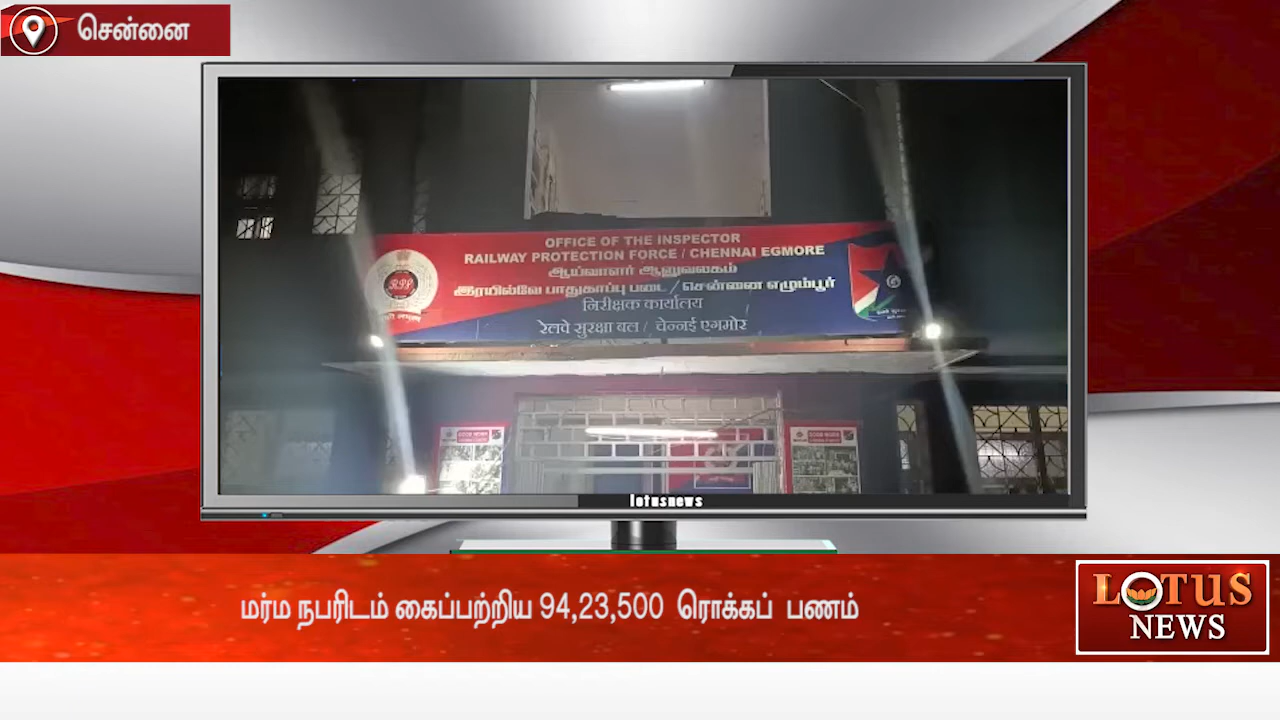 சென்னை
OFFICE OF THE INSPECTOR
RAILWAY PROTECTION FORCE / CHENNAI EGMORE
ஆய்வாளர் ஆலுவலகம்
இரயில்வே பாதுகாப்பு படை / சென்னை எழும்பூர்
निरीक्षक कार्यालय
रेलवे सुरक्षा बल / चेन्नई एगमोर
lotusnews
மர்ம நபரிடம் கைப்பற்றிய 94,23,500 ரொக்கப் பணம்
LOTUS
NEWS